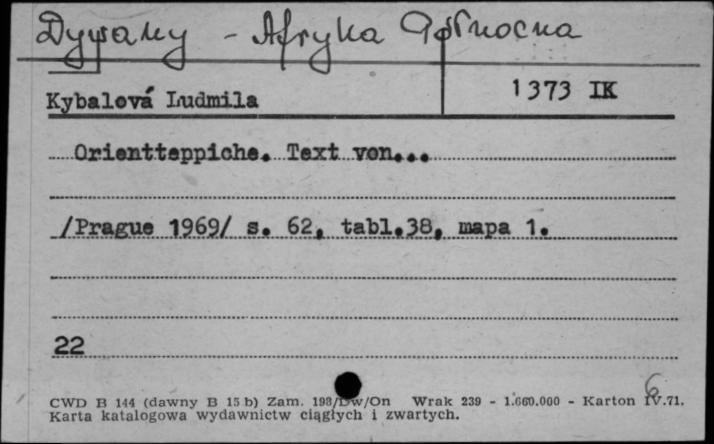 Dywany - Afryka Północna
Kybalová Ludmila
1373 IK
Orientteppiche. Text von...
/Prague 1969/ s. 62, tabl.38, mapa 1.
22
6
CWD B 144 (dawny B 15 b) Zam. 198/Dw/On Wrak 239 - 1.660.000 - Karton IV.71.
Karta katalogowa wydawnictw ciągłych i zwartych.